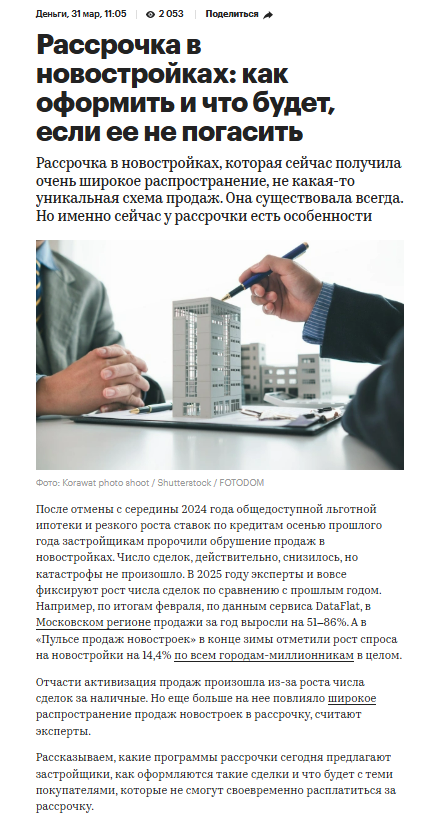 Деньги, 31 мар, 11:05 2 053 Поделиться
Рассрочка в
новостройках: как
оформить и что будет,
если ее не погасить
Рассрочка в новостройках, которая сейчас получила
очень широкое распространение, не какая-то
уникальная схема продаж. Она существовала всегда.
Но именно сейчас у рассрочки есть особенности
Фото: Korawat photo shoot / Shutterstock / FOTODOM
После отмены с середины 2024 года общедоступной льготной
ипотеки и резкого роста ставок по кредитам осенью прошлого
года застройщикам пророчили обрушение продаж в
новостройках. Число сделок, действительно, снизилось, но
катастрофы не произошло. В 2025 году эксперты и вовсе
фиксируют рост числа сделок по сравнению с прошлым годом.
Например, по итогам февраля, по данным сервиса DataFlat, в
Московском регионе продажи за год выросли на 51–86%. А в
«Пульсе продаж новостроек» в конце зимы отметили рост спроса
на новостройки на 14,4% по всем городам-миллионникам в целом.
Отчасти активизация продаж произошла из-за роста числа
сделок за наличные. Но еще больше на нее повлияло широкое
распространение продаж новостроек в рассрочку, считают
эксперты.
Рассказываем, какие программы рассрочки сегодня предлагают
застройщики, как оформляются такие сделки и что будет с теми
покупателями, которые не смогут своевременно расплатиться за
рассрочку.